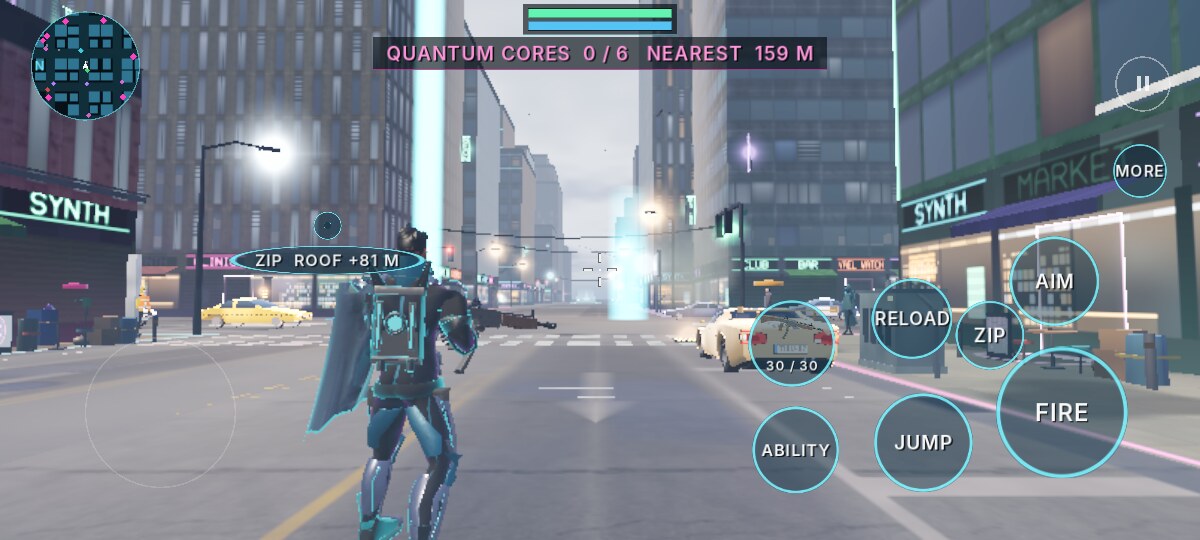 QUANTUM CORES 0 / 6 NEAREST 159 M
N
MORE
MARKET
SYNTH
SYNTH
ZIP ROOF +81 M
CLUB
BAR
AIM
RELOAD
ZIP
30 / 30
FIRE
ABILITY
JUMP